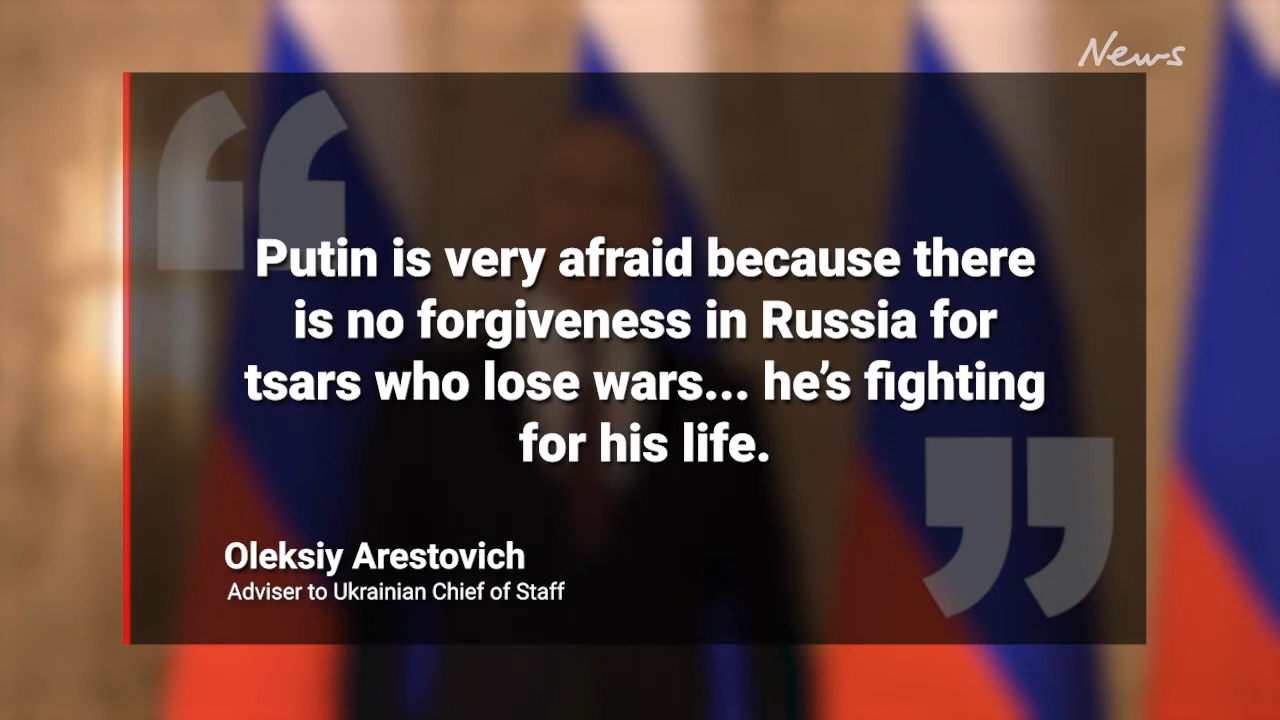 News
Putin is very afraid because there
is no forgiveness in Russia for
tsars who lose wars... he’s fighting
for his life.
Oleksiy Arestovich
Adviser to Ukrainian Chief of Staff